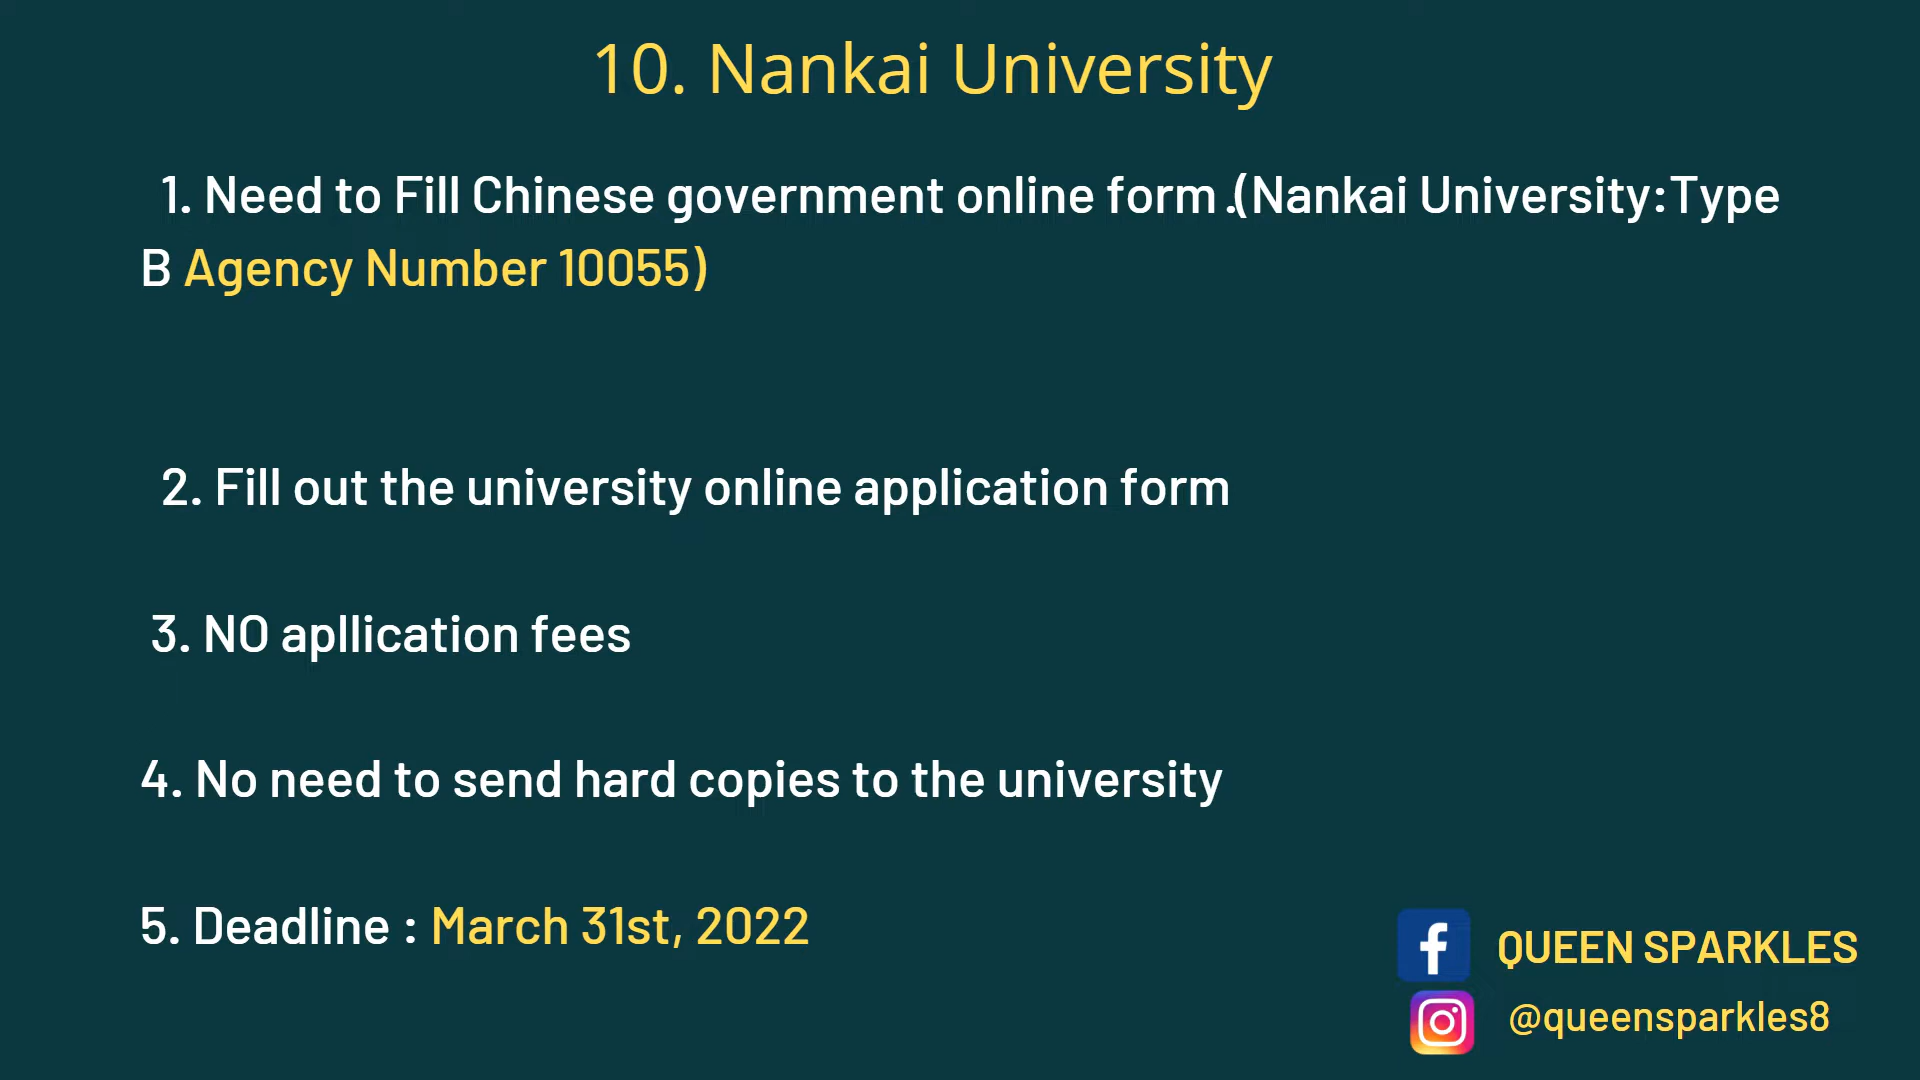 10. Nankai University
1. Need to Fill Chinese government online form .(Nankai University:Type
B Agency Number 10055)
2. Fill out the university online application form
3. NO apllication fees
4. No need to send hard copies to the university
5. Deadline : March 31st, 2022
QUEEN SPARKLES
@queensparkles8